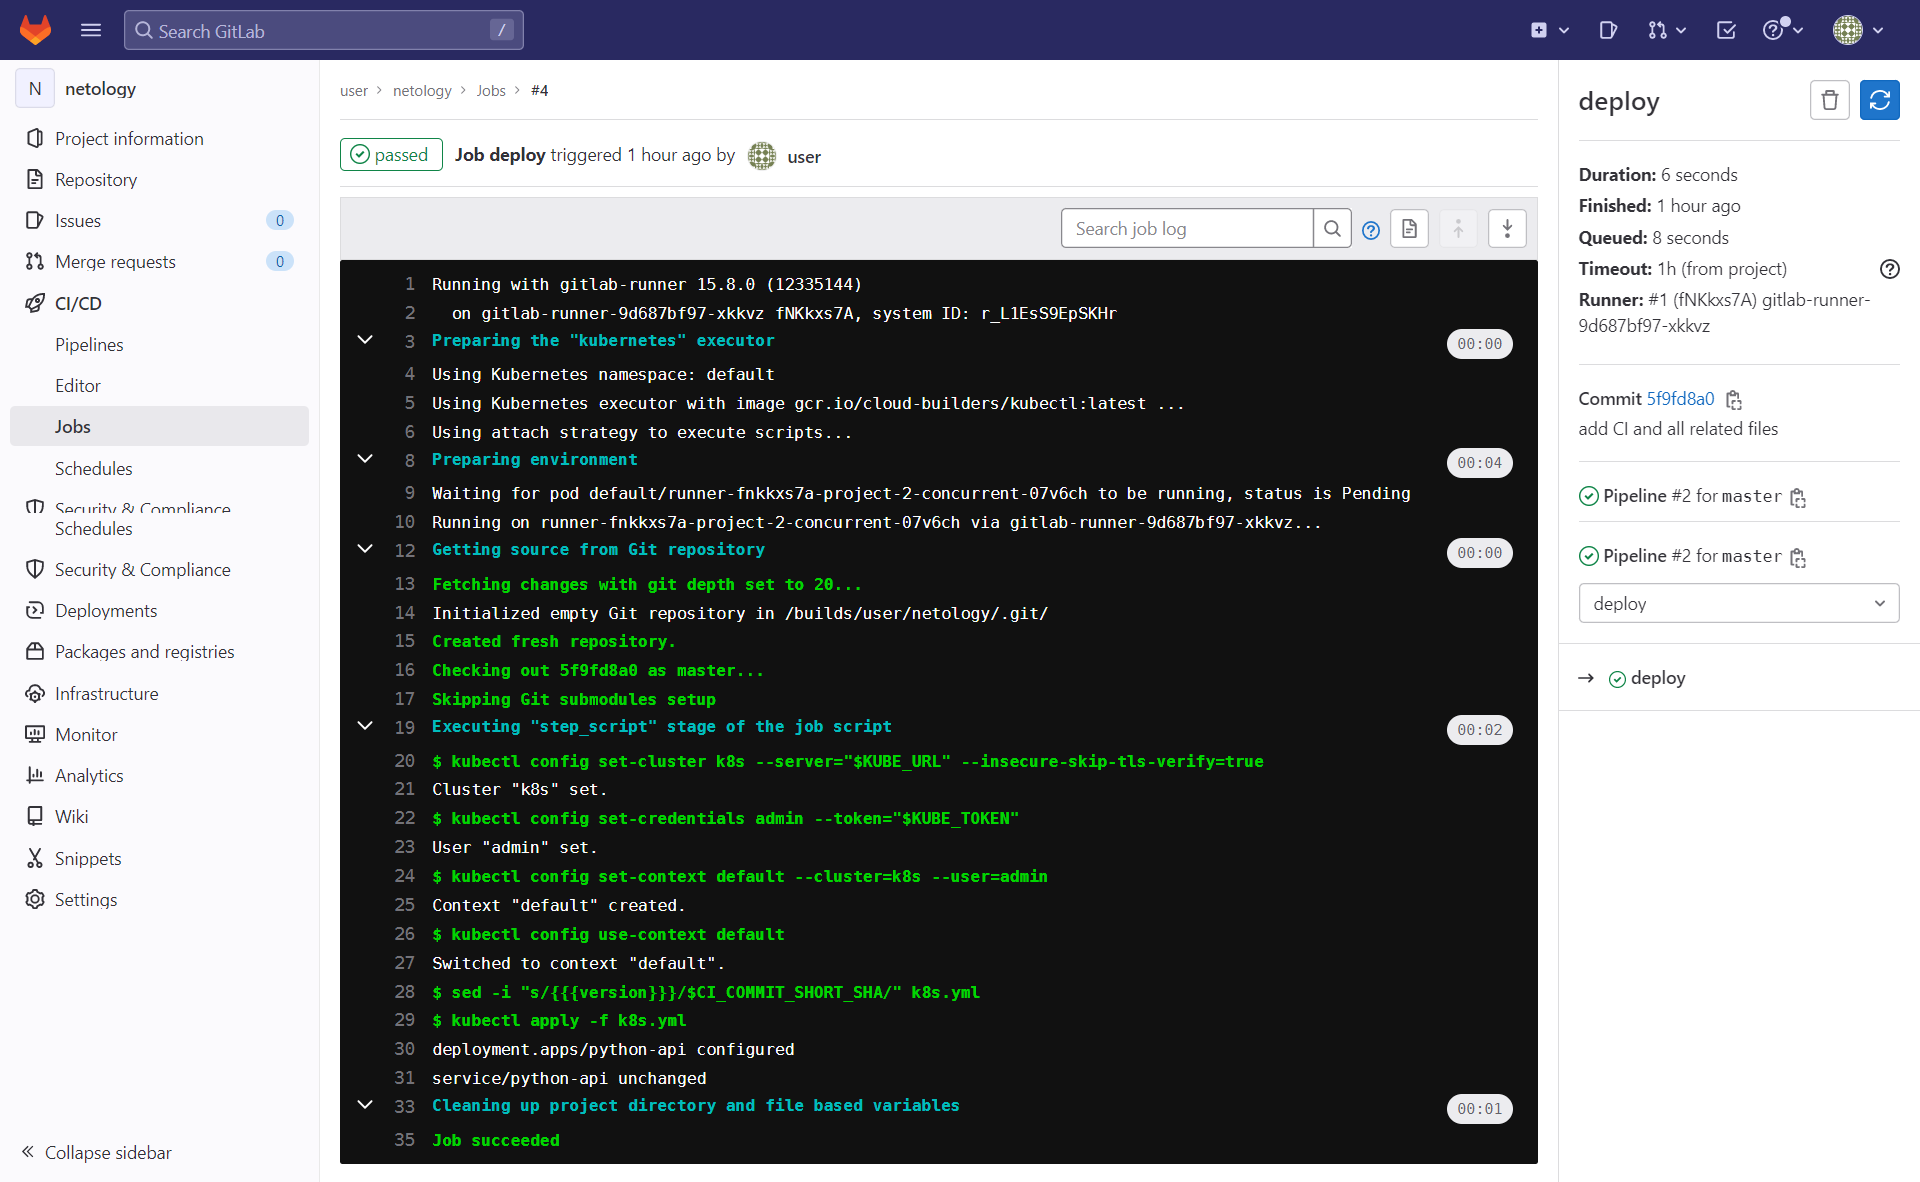 Search GitLab /
N netology
Project information
Repository
Issues 0
Merge requests 0
CI/CD
Pipelines
Editor
Jobs
Schedules
Security & Compliance
Schedules
Security & Compliance
Deployments
Packages and registries
Infrastructure
Monitor
Analytics
Wiki
Snippets
Settings
Collapse sidebar
user › netology › Jobs › #4
passed Job deploy triggered 1 hour ago by user
Search job log
1 Running with gitlab-runner 15.8.0 (12335144)
2 on gitlab-runner-9d687bf97-xkkvz fNKkxs7A, system ID: r_L1EsS9EpSKHr
3 Preparing the "kubernetes" executor 00:00
4 Using Kubernetes namespace: default
5 Using Kubernetes executor with image gcr.io/cloud-builders/kubectl:latest ...
6 Using attach strategy to execute scripts...
8 Preparing environment 00:04
9 Waiting for pod default/runner-fnkkxs7a-project-2-concurrent-07v6ch to be running, status is Pending
10 Running on runner-fnkkxs7a-project-2-concurrent-07v6ch via gitlab-runner-9d687bf97-xkkvz...
12 Getting source from Git repository 00:00
13 Fetching changes with git depth set to 20...
14 Initialized empty Git repository in /builds/user/netology/.git/
15 Created fresh repository.
16 Checking out 5f9fd8a0 as master...
17 Skipping Git submodules setup
19 Executing "step_script" stage of the job script 00:02
20 $ kubectl config set-cluster k8s --server="$KUBE_URL" --insecure-skip-tls-verify=true
21 Cluster "k8s" set.
22 $ kubectl config set-credentials admin --token="$KUBE_TOKEN"
23 User "admin" set.
24 $ kubectl config set-context default --cluster=k8s --user=admin
25 Context "default" created.
26 $ kubectl config use-context default
27 Switched to context "default".
28 $ sed -i "s/{{{version}}}/$CI_COMMIT_SHORT_SHA/" k8s.yml
29 $ kubectl apply -f k8s.yml
30 deployment.apps/python-api configured
31 service/python-api unchanged
33 Cleaning up project directory and file based variables 00:01
35 Job succeeded
deploy
Duration: 6 seconds
Finished: 1 hour ago
Queued: 8 seconds
Timeout: 1h (from project)
Runner: #1 (fNKkxs7A) gitlab-runner-
9d687bf97-xkkvz
Commit 5f9fd8a0
add CI and all related files
Pipeline #2 for master
Pipeline #2 for master
deploy
→ deploy